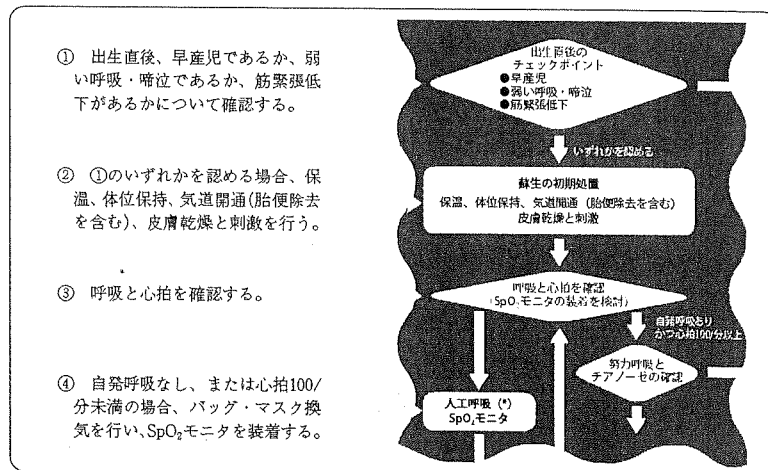 ① 出生直後、早産児であるか、弱
い呼吸・啼泣であるか、筋緊張低
下があるかについて確認する。
② ①のいずれかを認める場合、保
温、体位保持、気道開通(胎便除去
を含む)、皮膚乾燥と刺激を行う。
③ 呼吸と心拍を確認する。
④ 自発呼吸なし、または心拍100/
分未満の場合、バッグ・マスク換
気を行い、SpO₂モニタを装着する。
出生直後の
チェックポイント
●早産児
●弱い呼吸・啼泣
●筋緊張低下
いずれかを認める
蘇生の初期処置
保温、体位保持、気道開通(胎便除去を含む)
皮膚乾燥と刺激
呼吸と心拍を確認
(SpO₂モニタの装着を検討)
自発呼吸あり
かつ心拍100/分以上
努力呼吸と
チアノーゼの確認
人工呼吸(*)
SpO₂モニタ